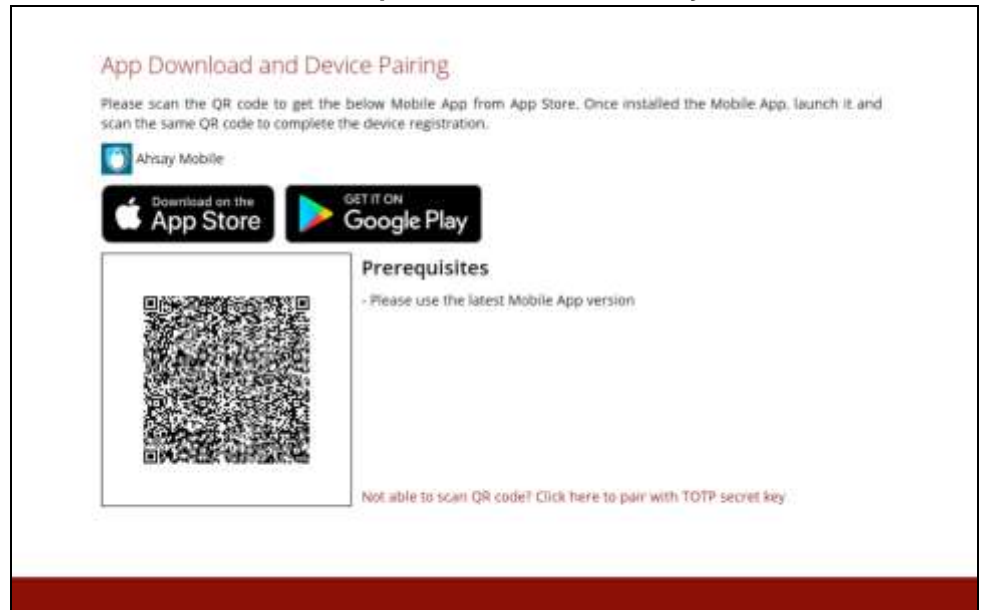 App Download and Device Pairing
Please scan the QR code to get the below Mobile App from App Store. Once installed the Mobile App, launch it and
scan the same QR code to complete the device registration.
Ahsay Mobile
Download on the
App Store
GET IT ON
Google Play
Prerequisites
- Please use the latest Mobile App version
Not able to scan QR code? Click here to pair with TOTP secret key